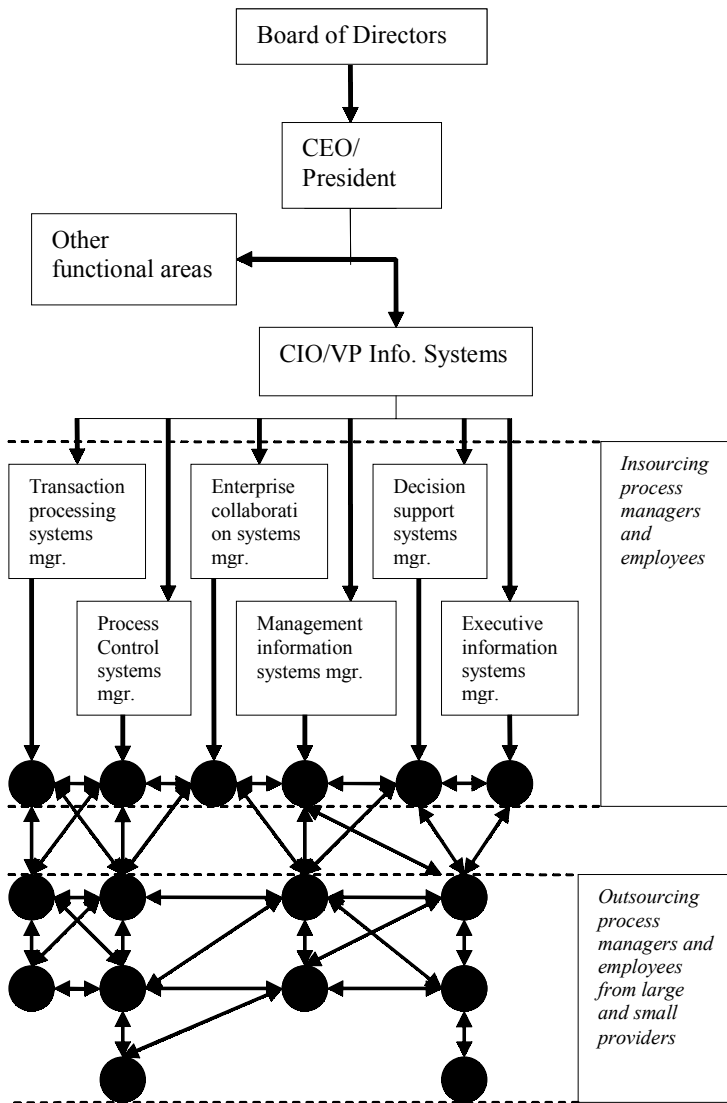 Board of Directors
CEO/
President
Other
functional areas
CIO/VP Info. Systems
Transaction
processing
systems
mgr.
Enterprise
collaborati
on systems
mgr.
Decision
support
systems
mgr.
Insourcing
process
managers
and
employees
Process
Control
systems
mgr.
Management
information
systems mgr.
Executive
information
systems
mgr.
Outsourcing
process
managers and
employees
from large
and small
providers